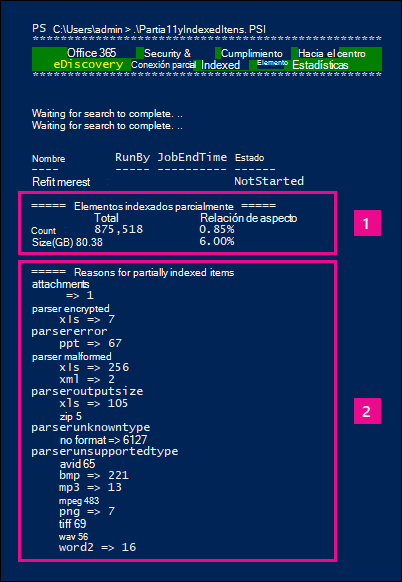 PS C:\Users\admin > .\Partia11yIndexedItens. PSI
****************************************
Office 365 Security & Cumplimiento Hacia el centro
eDiscovery Conexión parcial Indexed Elemento Estadísticas
****************************************
Waiting for search to complete. ..
Waiting for search to complete. ..
Nombre RunBy JobEndTime Estado
---- ----- ---------- ------
Refit merest NotStarted
===== Elementos indexados parcialmente =====
Total Relación de aspecto
Count 875,518 0.85%
Size(GB) 80.38 6.00%
1
===== Reasons for partially indexed items
attachments
=> 1
parser encrypted
xls => 7
parsererror
ppt => 67
parser malformed
xls => 256
xml => 2
parseroutputsize
xls => 105
zip 5
parserunknowntype
no format => 6127
parserunsupportedtype
avid 65
bmp => 221
mp3 => 13
mpeg 483
png => 7
tiff 69
wav 56
word2 => 16
2